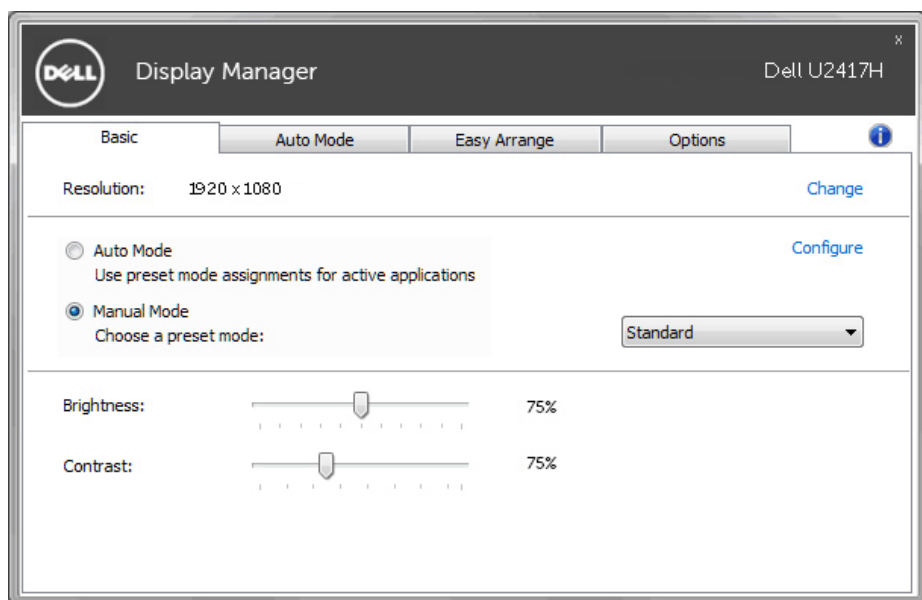 DELL
Display Manager
Dell U2417H
x
Basic
Auto Mode
Easy Arrange
Options
i
Resolution: 1920 x 1080 Change
Auto Mode Configure
Use preset mode assignments for active applications
Manual Mode
Choose a preset mode: Standard
Brightness: 75%
Contrast: 75%